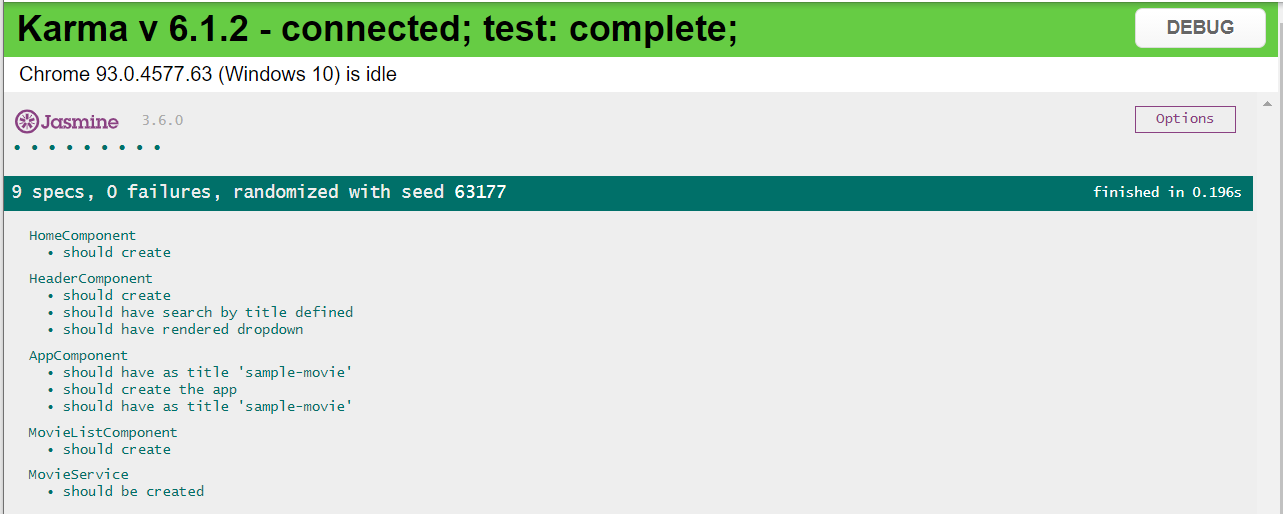 Karma v 6.1.2 - connected; test: complete;
DEBUG
Chrome 93.0.4577.63 (Windows 10) is idle
Jasmine 3.6.0
Options
• • • • • • • • •
9 specs, 0 failures, randomized with seed 63177
finished in 0.196s
HomeComponent
• should create
HeaderComponent
• should create
• should have search by title defined
• should have rendered dropdown
AppComponent
• should have as title 'sample-movie'
• should create the app
• should have as title 'sample-movie'
MovieListComponent
• should create
MovieService
• should be created